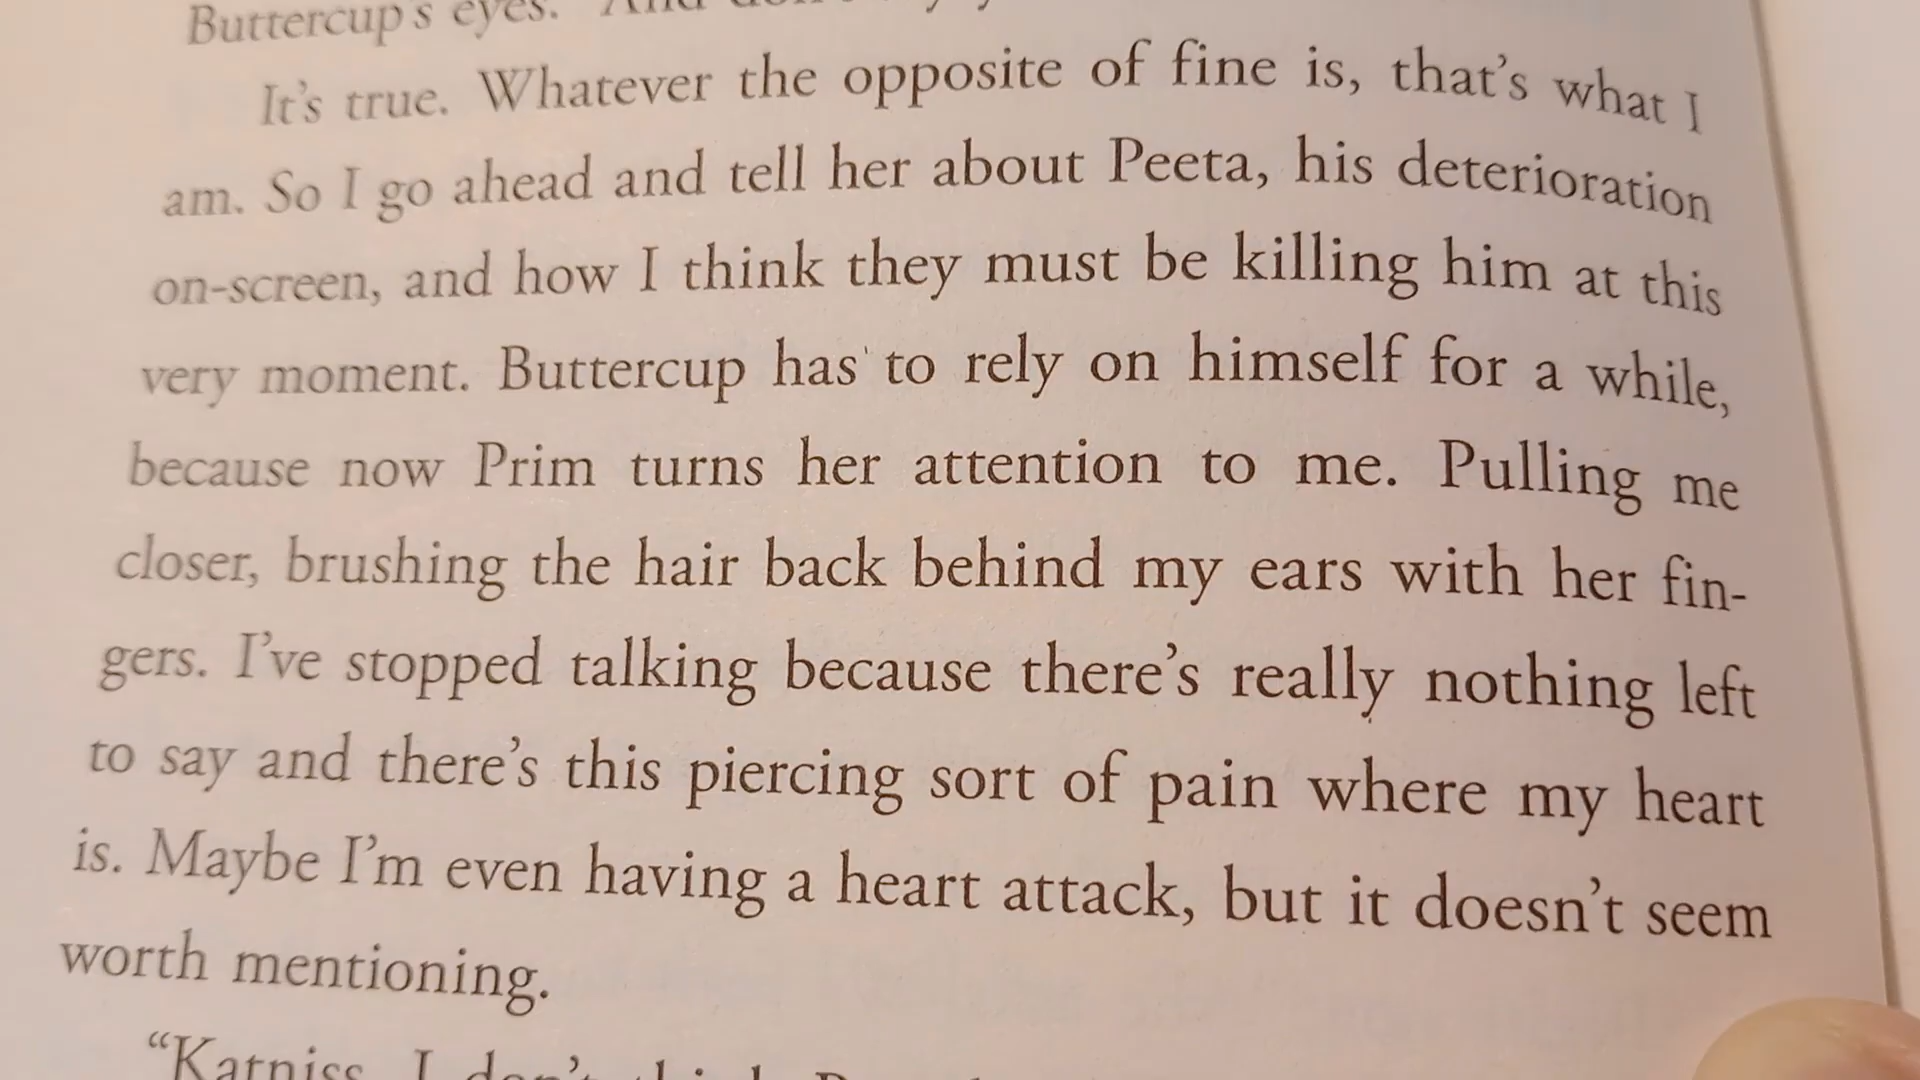 Buttercup's eyes.
It's true. Whatever the opposite of fine is, that's what I
am. So I go ahead and tell her about Peeta, his deterioration
on-screen, and how I think they must be killing him at this
very moment. Buttercup has to rely on himself for a while,
because now Prim turns her attention to me. Pulling me
closer, brushing the hair back behind my ears with her fin-
gers. I've stopped talking because there's really nothing left
to say and there's this piercing sort of pain where my heart
is. Maybe I'm even having a heart attack, but it doesn't seem
worth mentioning.
"Katniss, I don't think